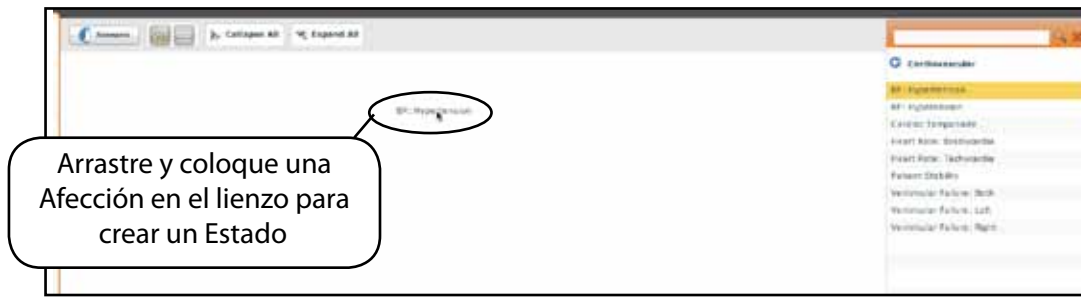 Collapse All
Expand All
Cardiovascular
BP: Hypertension
BP: Hypertension
BP: Hypotension
Cardiac Tamponade
Heart Rate: Bradycardia
Heart Rate: Tachycardia
Patient Stability
Ventricular Failure: Both
Ventricular Failure: Left
Ventricular Failure: Right
Arrastre y coloque una
Afección en el lienzo para
crear un Estado